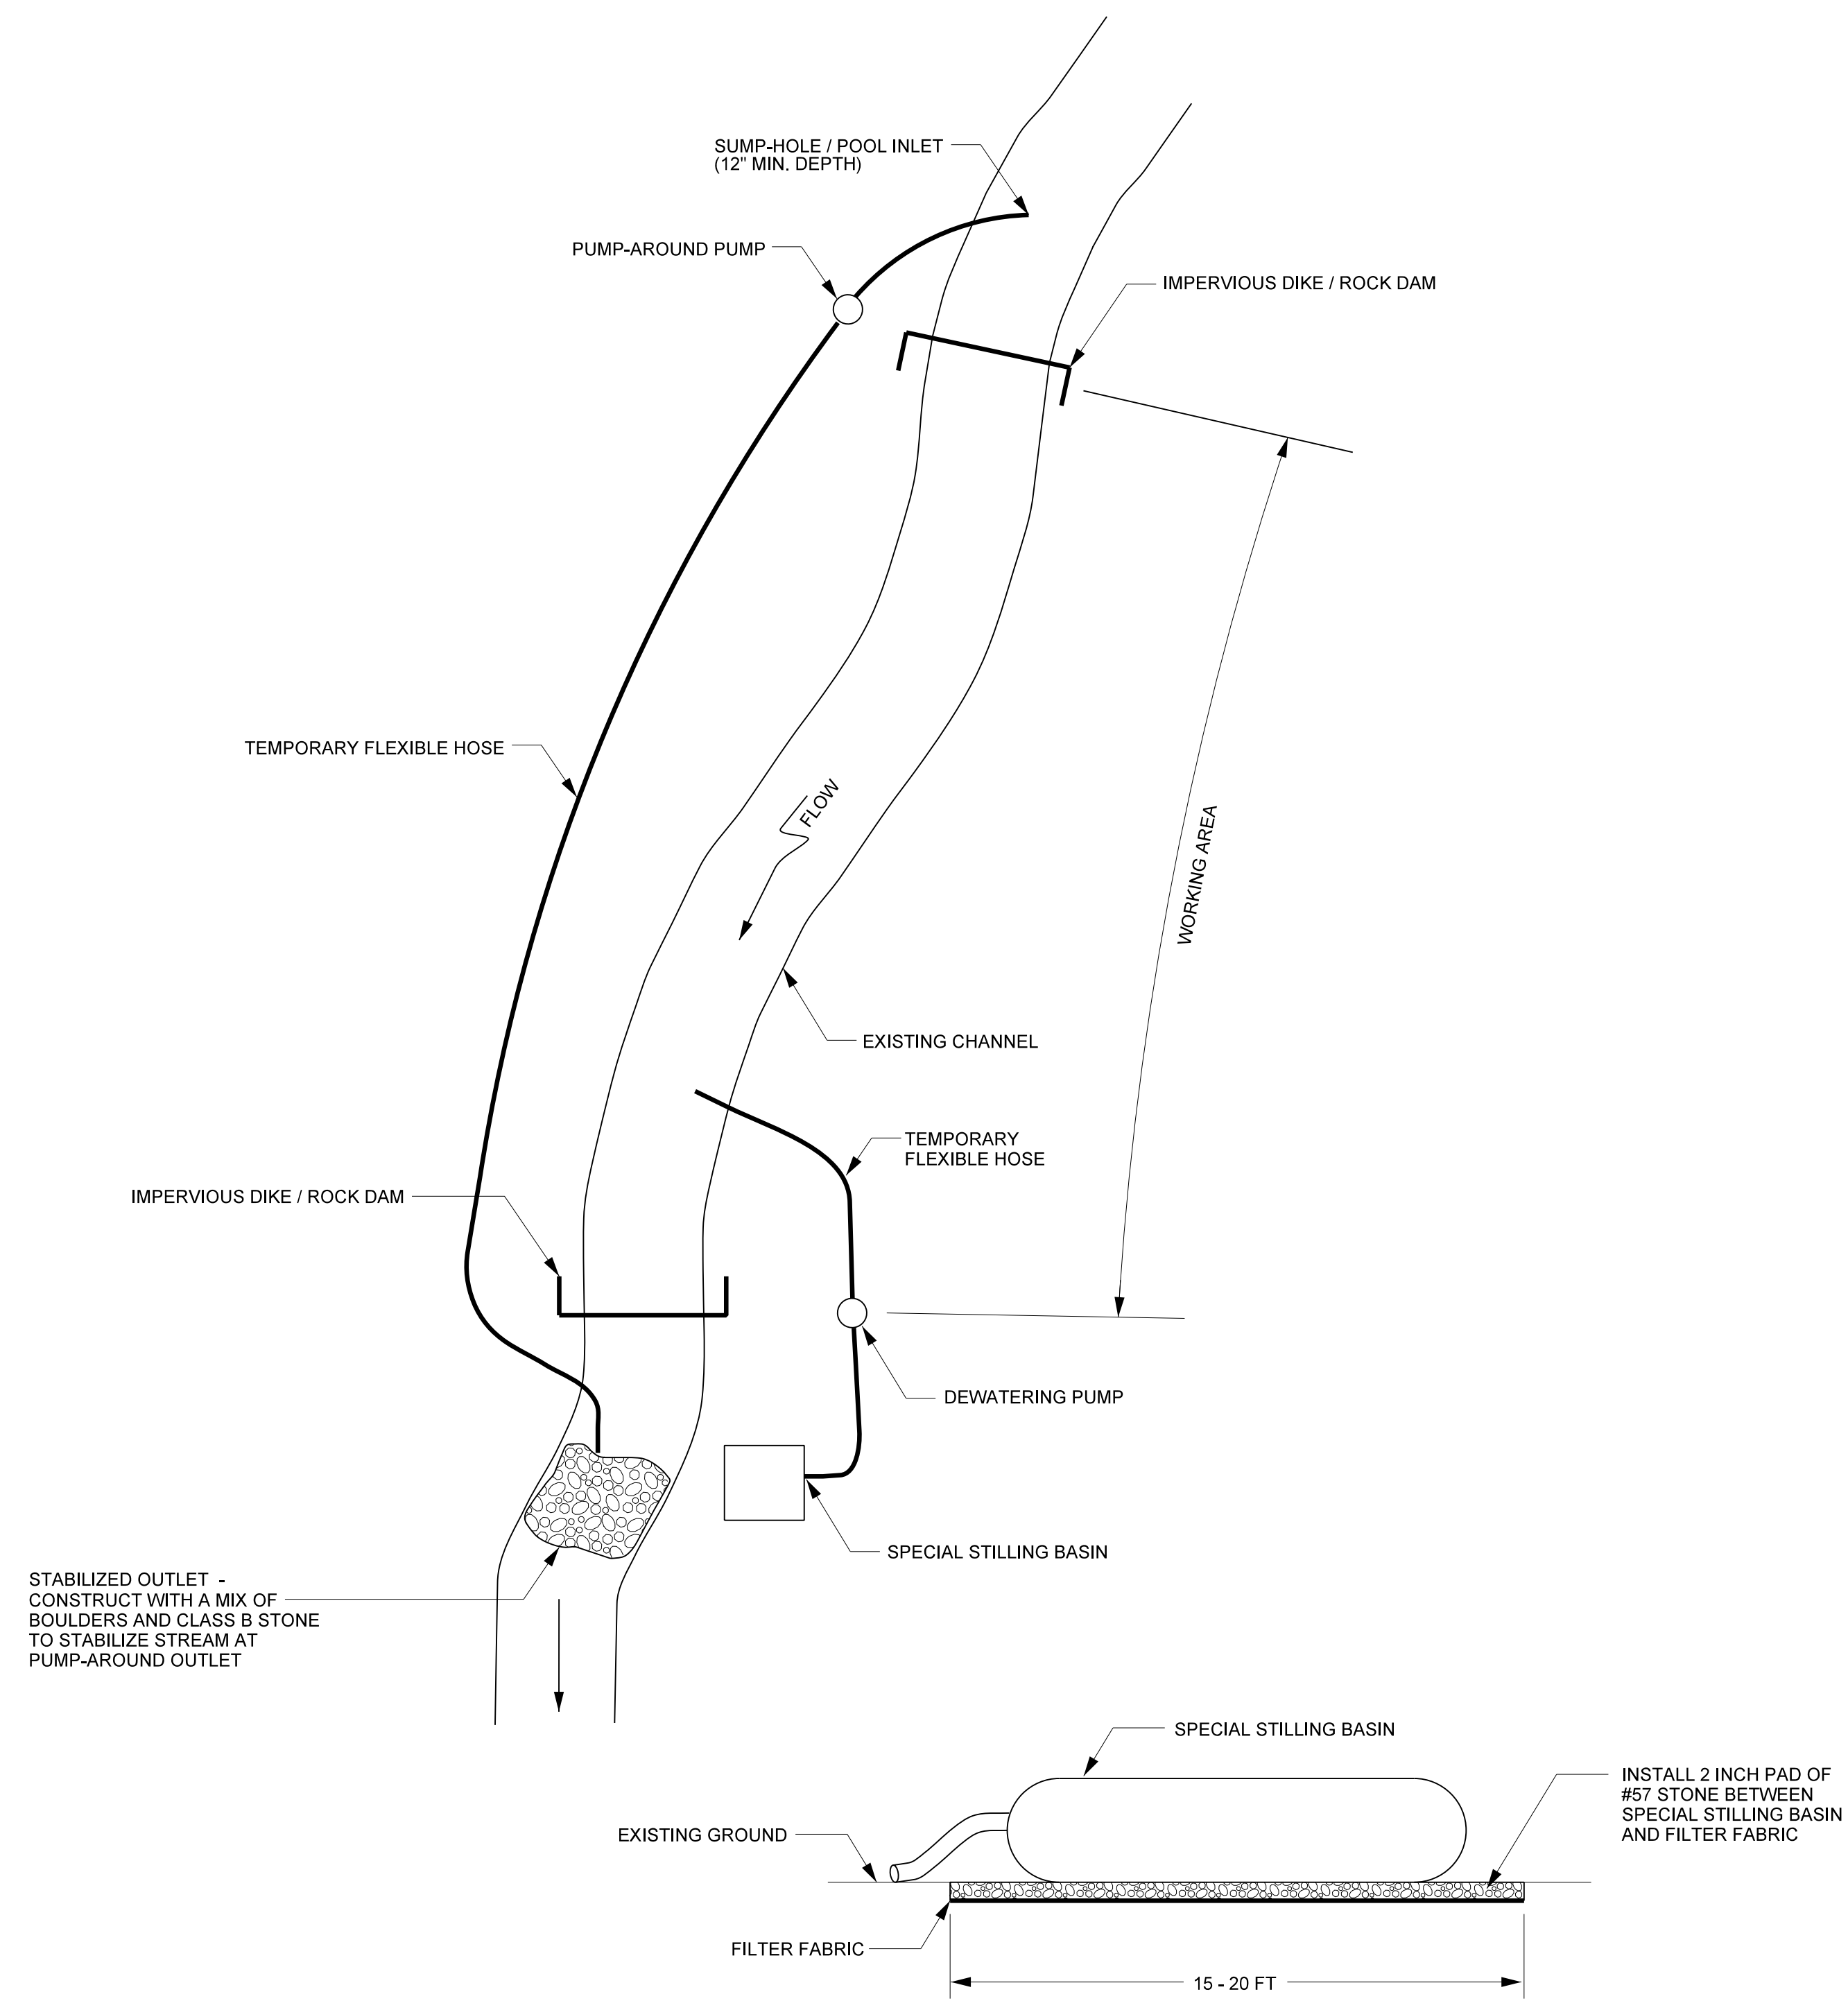 SUMP-HOLE / POOL INLET
(12" MIN. DEPTH)
PUMP-AROUND PUMP
IMPERVIOUS DIKE / ROCK DAM
TEMPORARY FLEXIBLE HOSE
FLOW
WORKING AREA
EXISTING CHANNEL
TEMPORARY
FLEXIBLE HOSE
IMPERVIOUS DIKE / ROCK DAM
DEWATERING PUMP
SPECIAL STILLING BASIN
STABILIZED OUTLET -
CONSTRUCT WITH A MIX OF
BOULDERS AND CLASS B STONE
TO STABILIZE STREAM AT
PUMP-AROUND OUTLET
SPECIAL STILLING BASIN
INSTALL 2 INCH PAD OF
#57 STONE BETWEEN
SPECIAL STILLING BASIN
AND FILTER FABRIC
EXISTING GROUND
FILTER FABRIC
15 - 20 FT